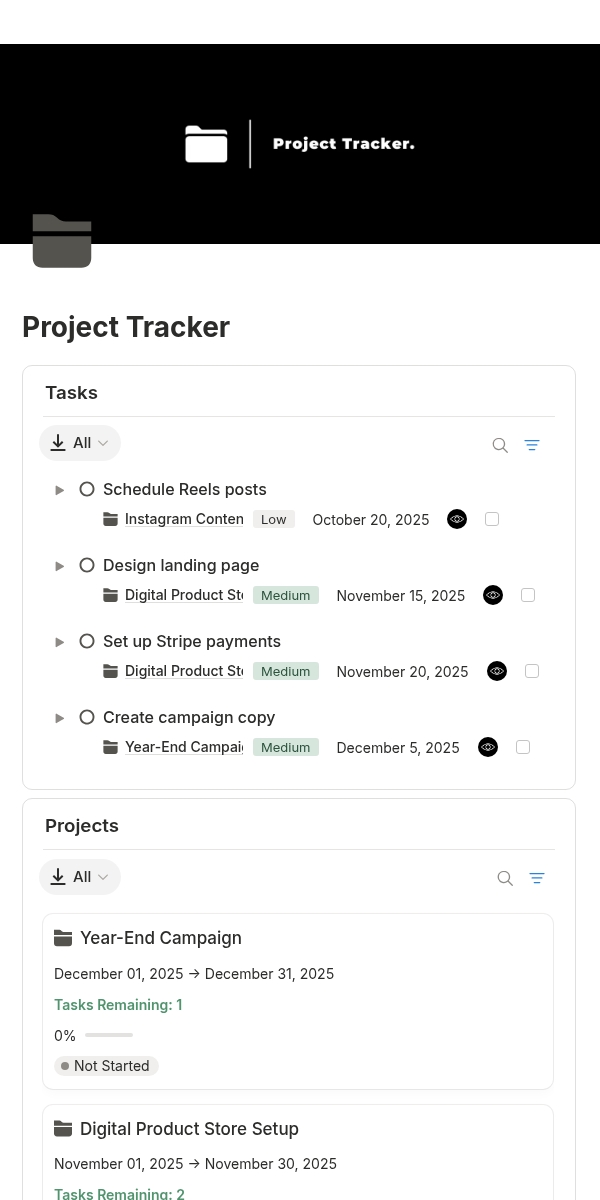 Project Tracker.
Project Tracker
Tasks
All
Schedule Reels posts
Instagram Conten Low October 20, 2025
Design landing page
Digital Product Medium November 15, 2025
Set up Stripe payments
Digital Product Medium November 20, 2025
Create campaign copy
Year-End Campai Medium December 5, 2025
Projects
All
Year-End Campaign
December 01, 2025 → December 31, 2025
Tasks Remaining: 1
0%
Not Started
Digital Product Store Setup
November 01, 2025 → November 30, 2025
Tasks Remaining: 2